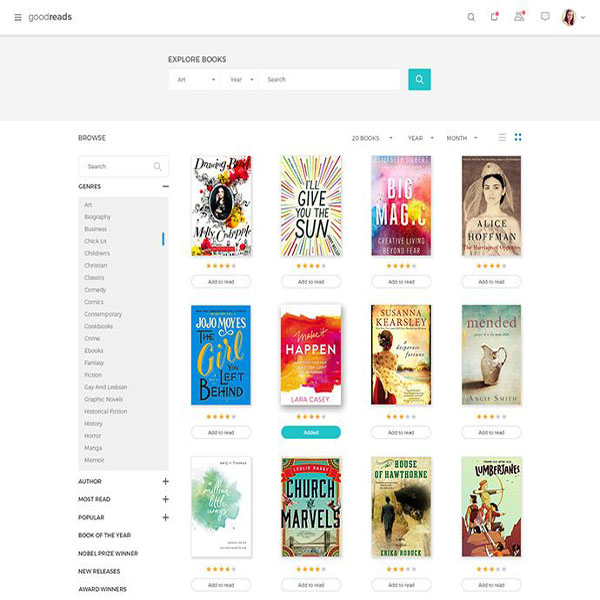 goodreads
EXPLORE BOOKS
Art Year Search
BROWSE
20 BOOKS YEAR MONTH
Search
GENRES
Art
Biography
Business
Chick Lit
Children's
Christian
Classics
Comedy
Comics
Contemporary
Cookbooks
Crime
Ebooks
Fantasy
Fiction
Gay And Lesbian
Graphic Novels
Historical Fiction
History
Horror
Manga
Memoir
AUTHOR
MOST READ
POPULAR
BOOK OF THE YEAR
NOBEL PRIZE WINNER
NEW RELEASES
AWARD WINNERS
Drawing Blood
Molly Crabapple
I'LL
GIVE
YOU THE
SUN
ELIZABETH GILBERT
BIG
MAGIC
CREATIVE LIVING
BEYOND FEAR
ALICE
HOFFMAN
The Marriage of Opposites
Add to read
Add to read
Add to read
Add to read
JOJO MOYES
THE
Girl
YOU LEFT
BEHIND
make it
HAPPEN
LARA CASEY
SUSANNA
KEARSLEY
a desperate
fortune
mended
ANGIE SMITH
Add to read
Added
Add to read
Add to read
million
little
ways
LESLIE PARRY
CHURCH
of
MARVELS
THE HOUSE
OF HAWTHORNE
ERIKA ROBUCK
LUMBERJANES
Add to read
Add to read
Add to read
Add to read